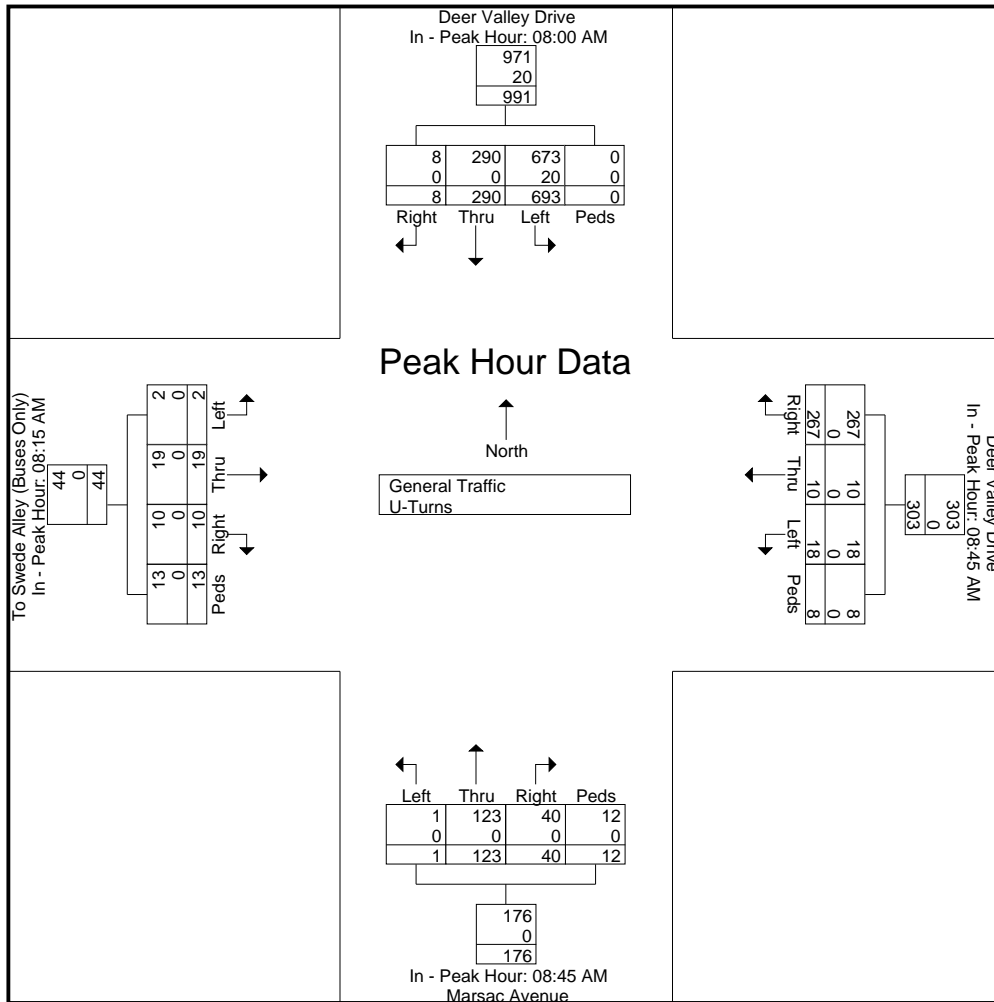 Deer Valley Drive
In - Peak Hour: 08:00 AM
971
20
991
8 290 673 0
0 0 20 0
8 290 693 0
Right Thru Left Peds
Peak Hour Data
North
General Traffic
U-Turns
To Swede Alley (Buses Only)
In - Peak Hour: 08:15 AM
44
0
44
2 19 10 13
0 0 0 0
2 19 10 13
Left Thru Right Peds
Deer Valley Drive
In - Peak Hour: 08:45 AM
303
0
303
267 10 18 8
0 0 0 0
267 10 18 8
Right Thru Left Peds
Left Thru Right Peds
1 123 40 12
0 0 0 0
1 123 40 12
176
0
176
In - Peak Hour: 08:45 AM
Marsac Avenue